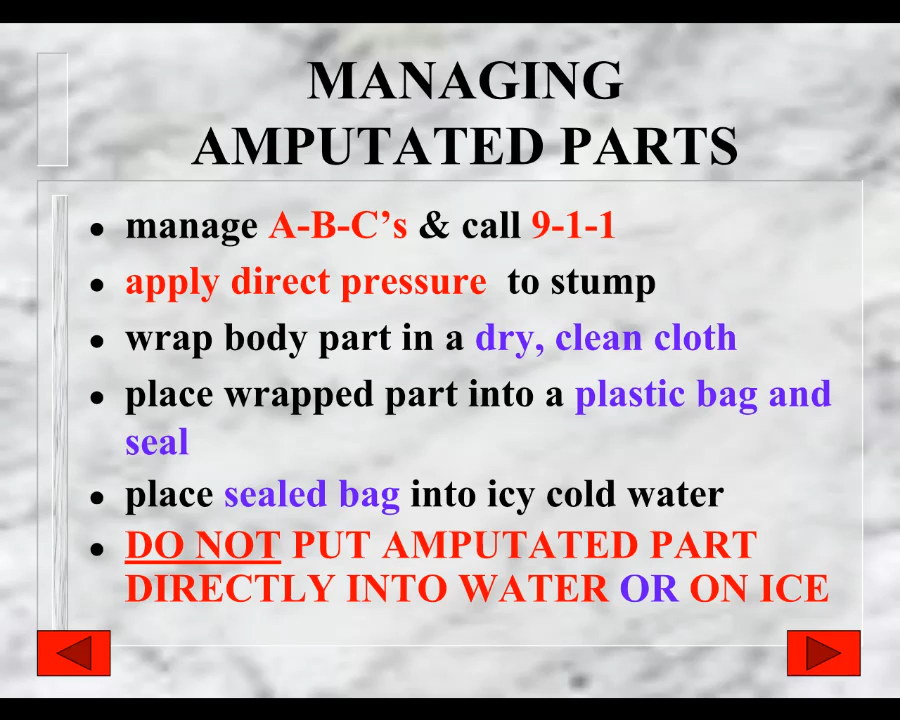 MANAGING
AMPUTATED PARTS
• manage A-B-C’s & call 9-1-1
• apply direct pressure to stump
• wrap body part in a dry, clean cloth
• place wrapped part into a plastic bag and
seal
• place sealed bag into icy cold water
• DO NOT PUT AMPUTATED PART
DIRECTLY INTO WATER OR ON ICE